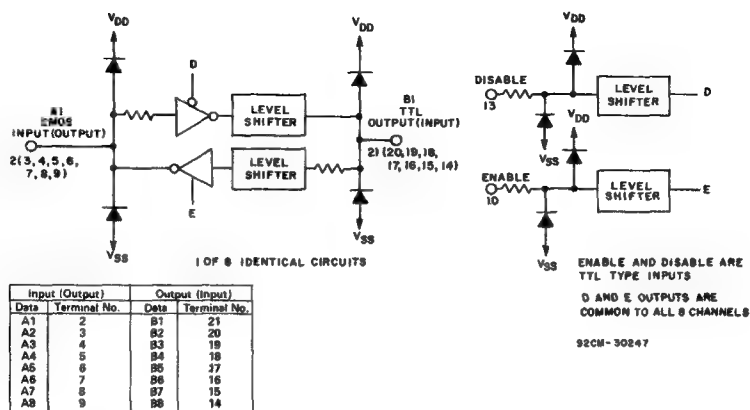 VDD
D
LEVEL
SHIFTER
A1
CMOS
INPUT (OUTPUT)
2(3,4,5,6,
7,8,9)
VDD
B1
TTL
OUTPUT(INPUT)
21(20,19,18,
17,16,15,14)
LEVEL
SHIFTER
E
VSS
VSS
1 OF 8 IDENTICAL CIRCUITS
DISABLE
13
VDD
LEVEL
SHIFTER
D
VSS
ENABLE
10
LEVEL
SHIFTER
E
VSS
ENABLE AND DISABLE ARE
TTL TYPE INPUTS
D AND E OUTPUTS ARE
COMMON TO ALL 8 CHANNELS
92CM-30247
Input (Output) Output (Input)
Data Terminal No. Data Terminal No.
A1 2 B1 21
A2 3 B2 20
A3 4 B3 19
A4 5 B4 18
A5 6 B5 17
A6 7 B6 16
A7 8 B7 15
A8 9 B8 14